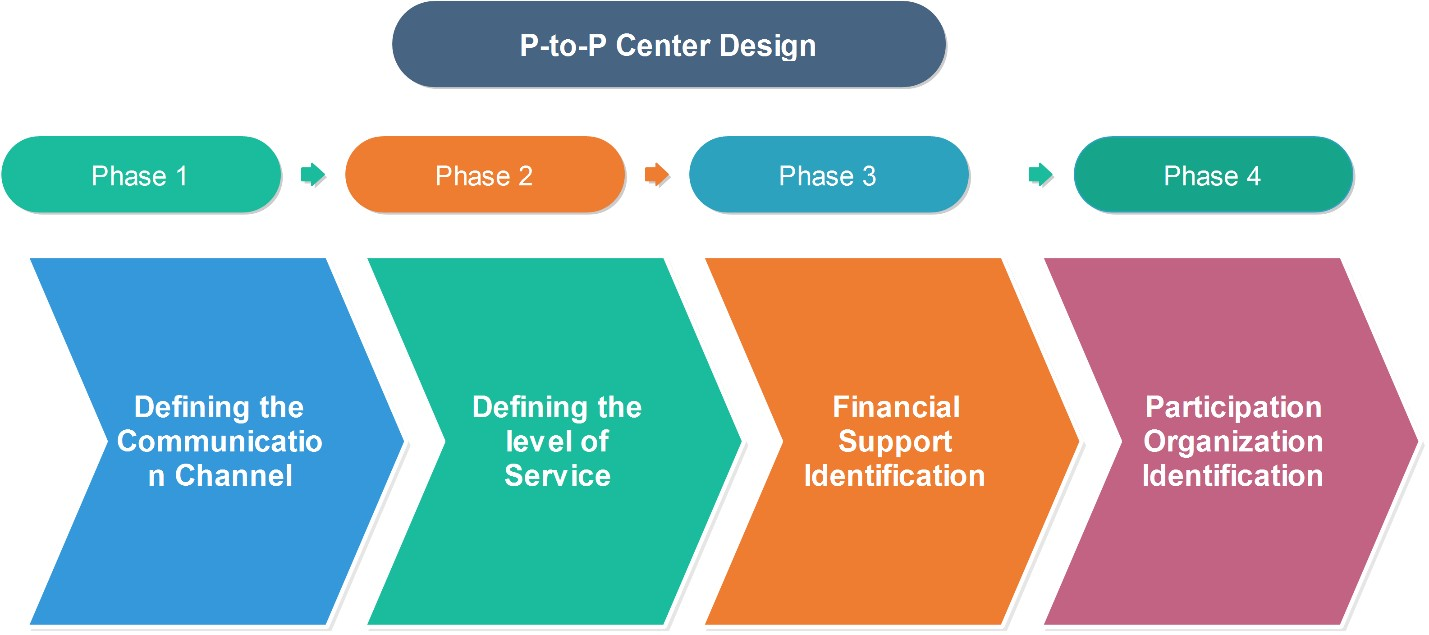 P-to-P Center Design
Phase 1
Phase 2
Phase 3
Phase 4
Defining the
Communicatio
n Channel
Defining the
level of
Service
Financial
Support
Identification
Participation
Organization
Identification